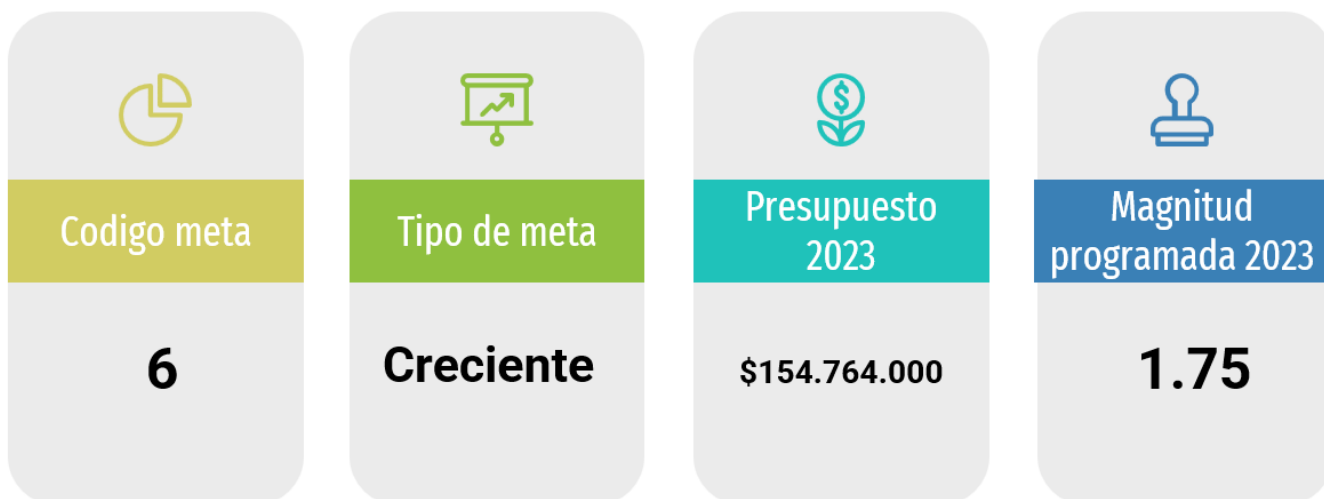 Codigo meta
6
Tipo de meta
Creciente
Presupuesto
2023
$154.764.000
Magnitud
programada 2023
1.75